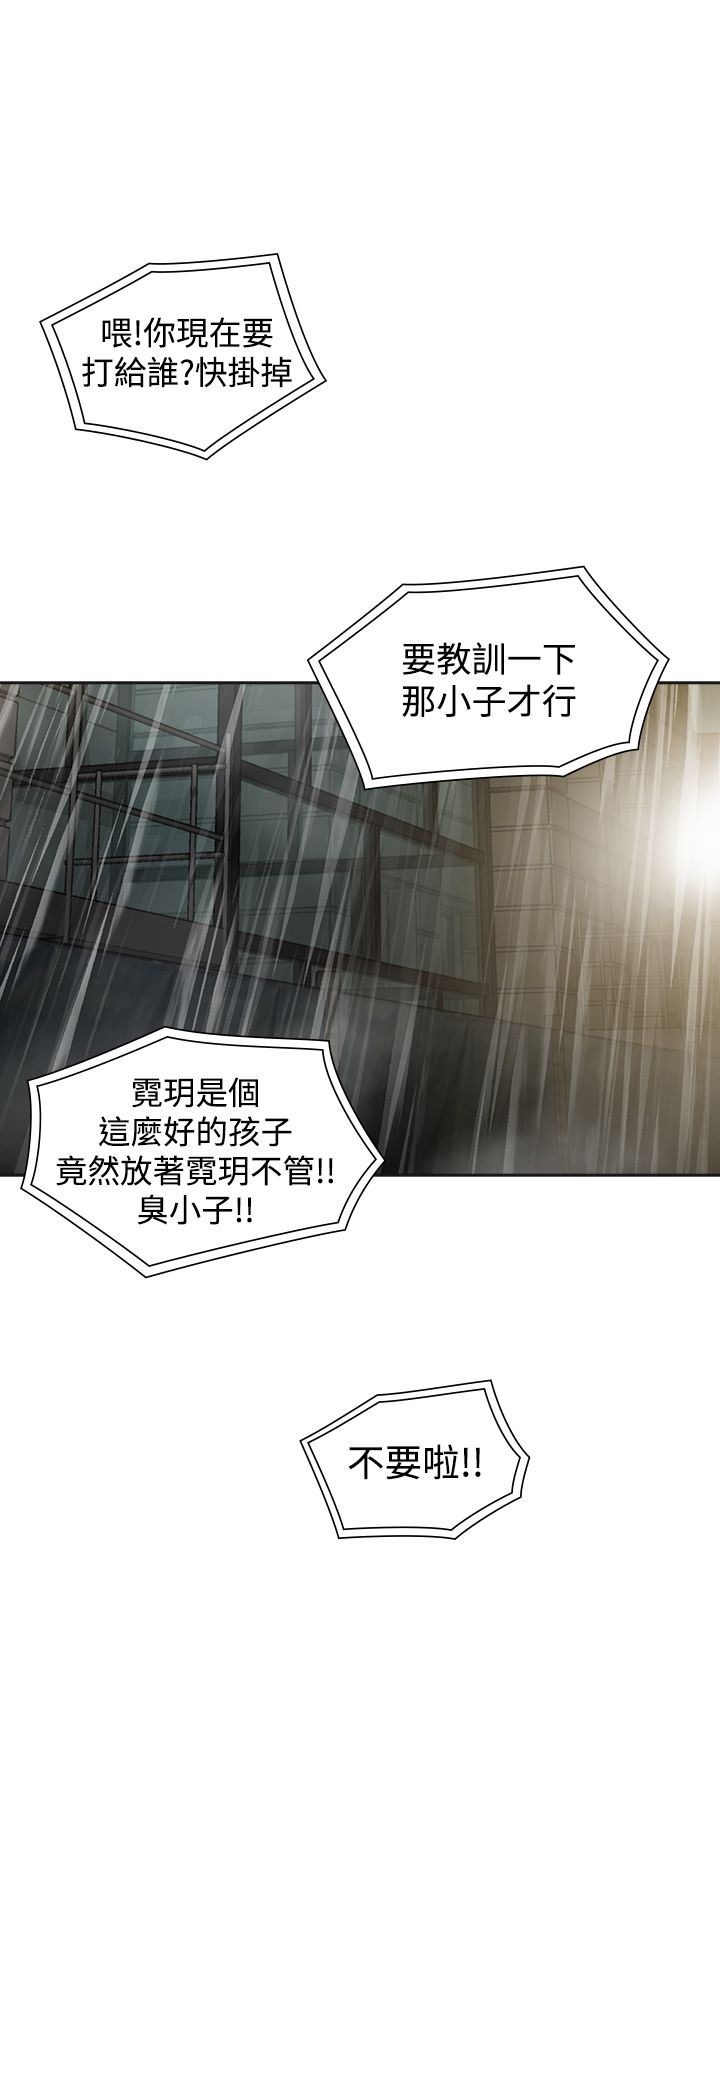 喂!你現在要
打給誰?快掛掉
要教訓一下
那小子才行
霓玥是個
這麼好的孩子
竟然放著霓玥不管!!
臭小子!!
不要啦!!